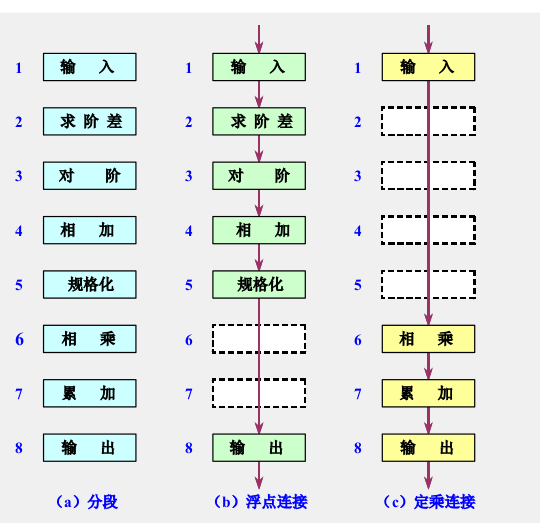 1 输 入 1 输 入 1 输 入
2 求 阶 差 2 求 阶 差 2
3 对 阶 3 对 阶 3
4 相 加 4 相 加 4
5 规格化 5 规格化 5
6 相 乘 6 6 相 乘
7 累 加 7 7 累 加
8 输 出 8 输 出 8 输 出
（a）分段 （b）浮点连接 （c）定乘连接